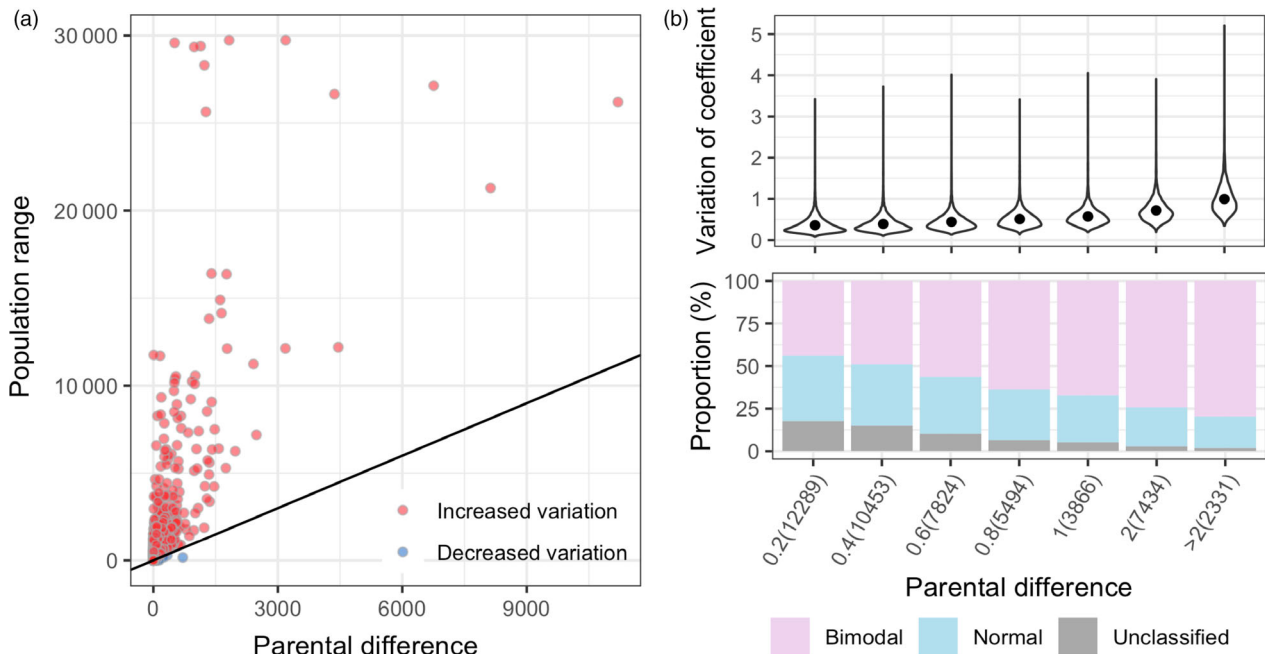 (a)
30 000
20 000
10 000
0
Population range
0
3000
6000
9000
Parental difference
Increased variation
Decreased variation
(b)
5
4
3
2
1
0
Variation of coefficient
100
75
50
25
0
Proportion (%)
0.2(12289)
0.4(10453)
0.6(7824)
0.8(5494)
1(3866)
2(7434)
>2(2331)
Parental difference
Bimodal
Normal
Unclassified